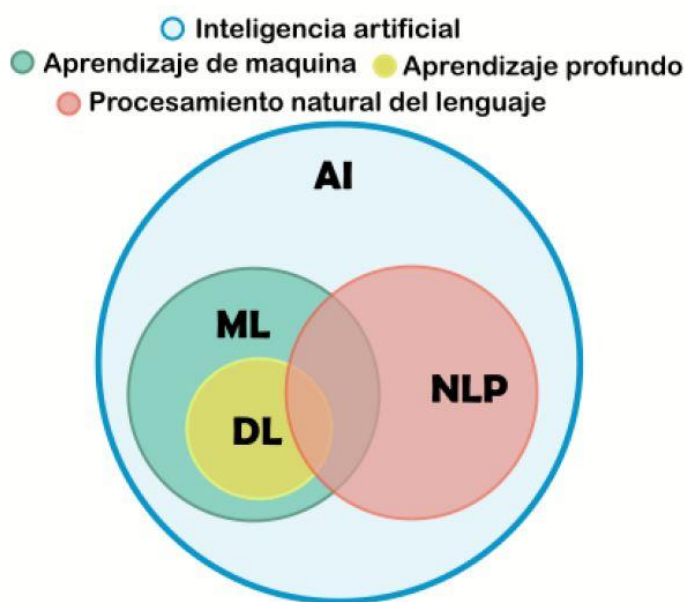 Inteligencia artificial
Aprendizaje de maquina Aprendizaje profundo
Procesamiento natural del lenguaje
AI
ML
NLP
DL